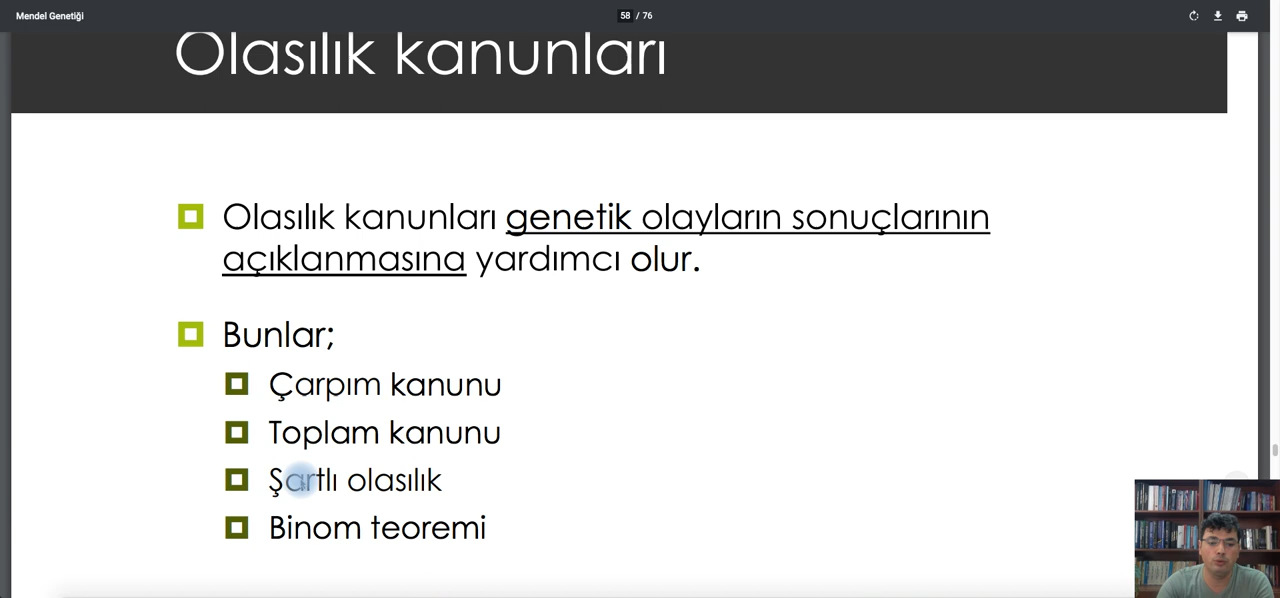 Mendel Genetiği
58 / 76
Olasılık kanunları
Olasılık kanunları genetik olayların sonuçlarının
açıklanmasına yardımcı olur.
Bunlar;
Çarpım kanunu
Toplam kanunu
Şartlı olasılık
Binom teoremi